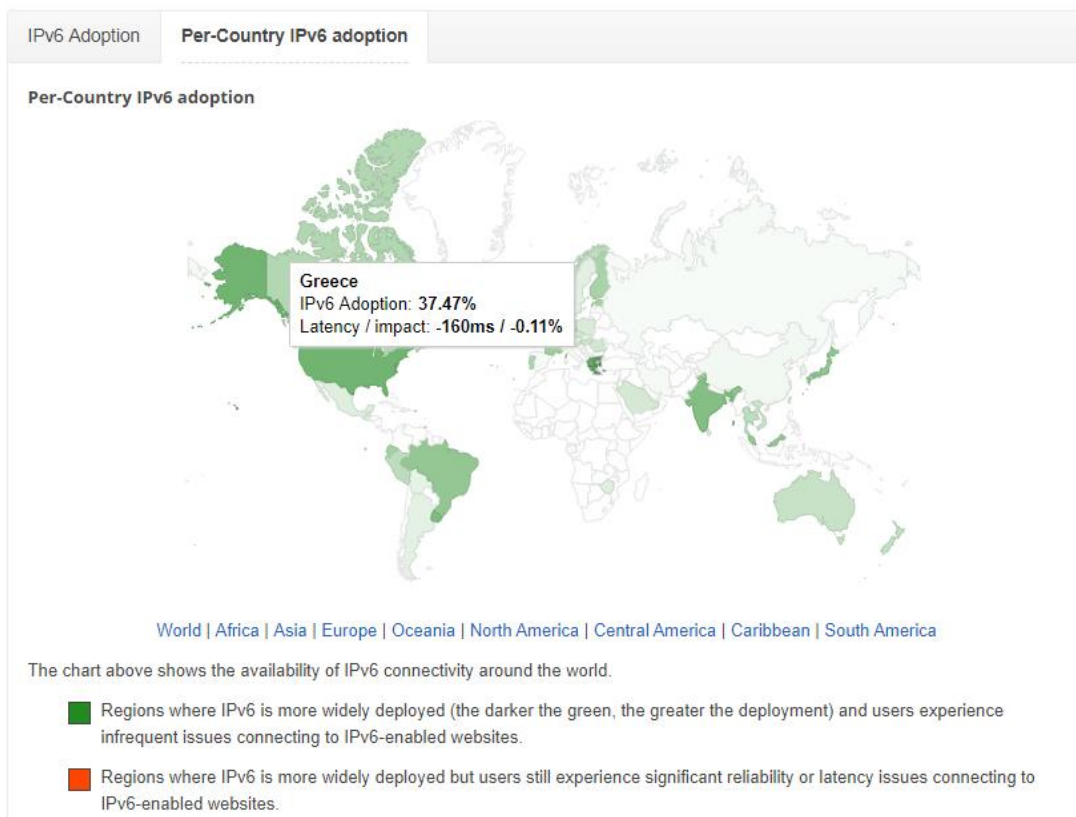 IPv6 Adoption
Per-Country IPv6 adoption
Per-Country IPv6 adoption
Greece
IPv6 Adoption: 37.47%
Latency / impact: -160ms / -0.11%
World | Africa | Asia | Europe | Oceania | North America | Central America | Caribbean | South America
The chart above shows the availability of IPv6 connectivity around the world.
Regions where IPv6 is more widely deployed (the darker the green, the greater the deployment) and users experience
infrequent issues connecting to IPv6-enabled websites.
Regions where IPv6 is more widely deployed but users still experience significant reliability or latency issues connecting to
IPv6-enabled websites.